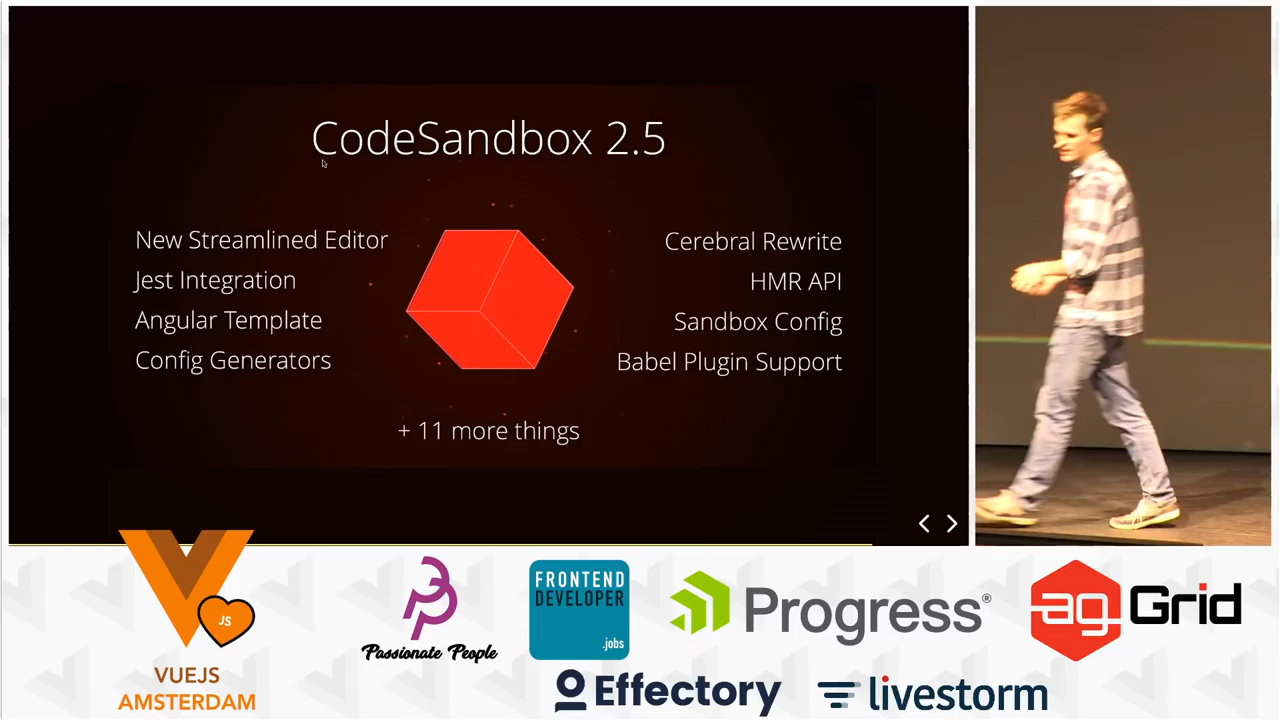 CodeSandbox 2.5
New Streamlined Editor
Jest Integration
Angular Template
Config Generators
Cerebral Rewrite
HMR API
Sandbox Config
Babel Plugin Support
+ 11 more things
JS
VUEJS
AMSTERDAM
Passionate People
FRONTEND
DEVELOPER
.jobs
Progress®
ag Grid
Effectory
livestorm